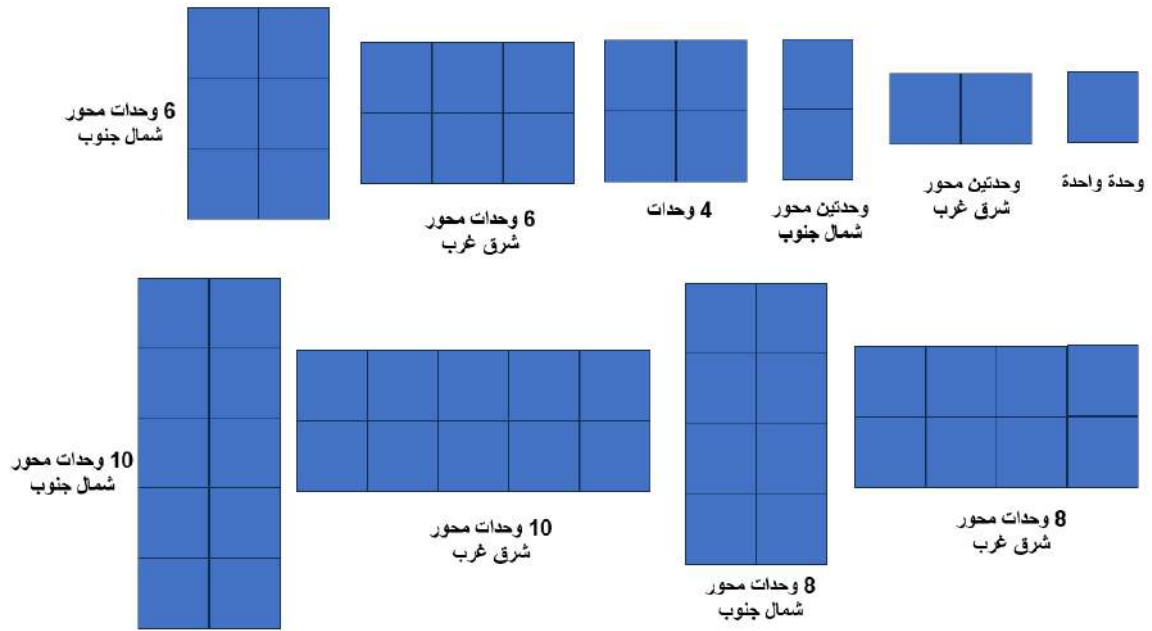 وحدة واحدة
وحدتين محور
شرق غرب
وحدتين محور
شمال جنوب
4 وحدات
6 وحدات محور
شرق غرب
6 وحدات محور
شمال جنوب
8 وحدات محور
شرق غرب
8 وحدات محور
شمال جنوب
10 وحدات محور
شرق غرب
10 وحدات محور
شمال جنوب